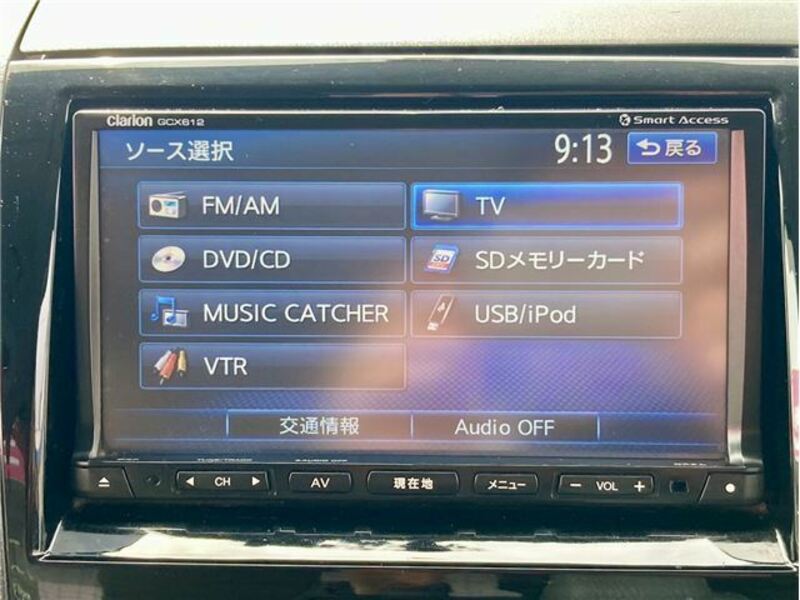 clarion GCX612 Smart Access
ソース選択 9:13 戻る
FM/AM TV
DVD/CD SDメモリーカード
MUSIC CATCHER USB/iPod
VTR
交通情報 Audio OFF
CH AV 現在地 メニュー VOL